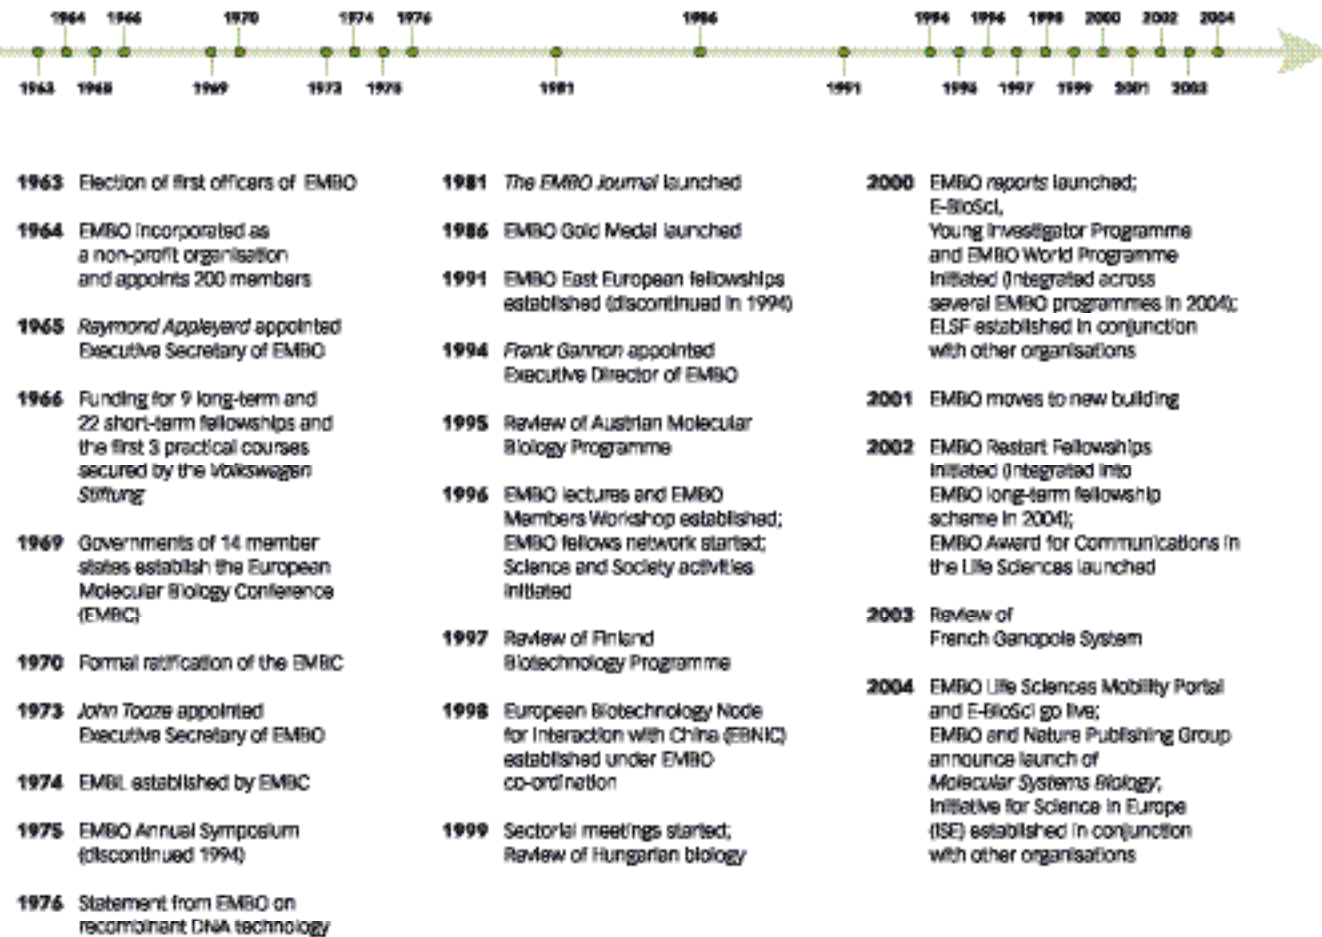 1964 1966 1970 1974 1976 1986 1994 1996 1998 2000 2002 2004
1963 1965 1969 1973 1975 1981 1991 1995 1997 1999 2001 2003
1963 Election of first officers of EMBO
1964 EMBO incorporated as
a non-profit organisation
and appoints 200 members
1965 Raymond Appleyard appointed
Executive Secretary of EMBO
1966 Funding for 9 long-term and
22 short-term fellowships and
the first 3 practical courses
secured by the Volkswagen
Stiftung
1969 Governments of 14 member
states establish the European
Molecular Biology Conference
(EMBC)
1970 Formal ratification of the EMBC
1973 John Tooze appointed
Executive Secretary of EMBO
1974 EMBL established by EMBC
1975 EMBO Annual Symposium
(discontinued 1994)
1976 Statement from EMBO on
recombinant DNA technology
1981 The EMBO Journal launched
1986 EMBO Gold Medal launched
1991 EMBO East European fellowships
established (discontinued in 1994)
1994 Frank Gannon appointed
Executive Director of EMBO
1995 Review of Austrian Molecular
Biology Programme
1996 EMBO lectures and EMBO
Members Workshop established;
EMBO fellows network started;
Science and Society activities
initiated
1997 Review of Finland
Biotechnology Programme
1998 European Biotechnology Node
for Interaction with China (EBNIC)
established under EMBO
co-ordination
1999 Sectorial meetings started;
Review of Hungarian biology
2000 EMBO reports launched;
E-BioSci,
Young Investigator Programme
and EMBO World Programme
initiated (integrated across
several EMBO programmes in 2004);
ELSF established in conjunction
with other organisations
2001 EMBO moves to new building
2002 EMBO Restart Fellowships
initiated (integrated into
EMBO long-term fellowship
scheme in 2004);
EMBO Award for Communications in
the Life Sciences launched
2003 Review of
French Genopole System
2004 EMBO Life Sciences Mobility Portal
and E-BioSci go live;
EMBO and Nature Publishing Group
announce launch of
Molecular Systems Biology;
Initiative for Science in Europe
(ISE) established in conjunction
with other organisations